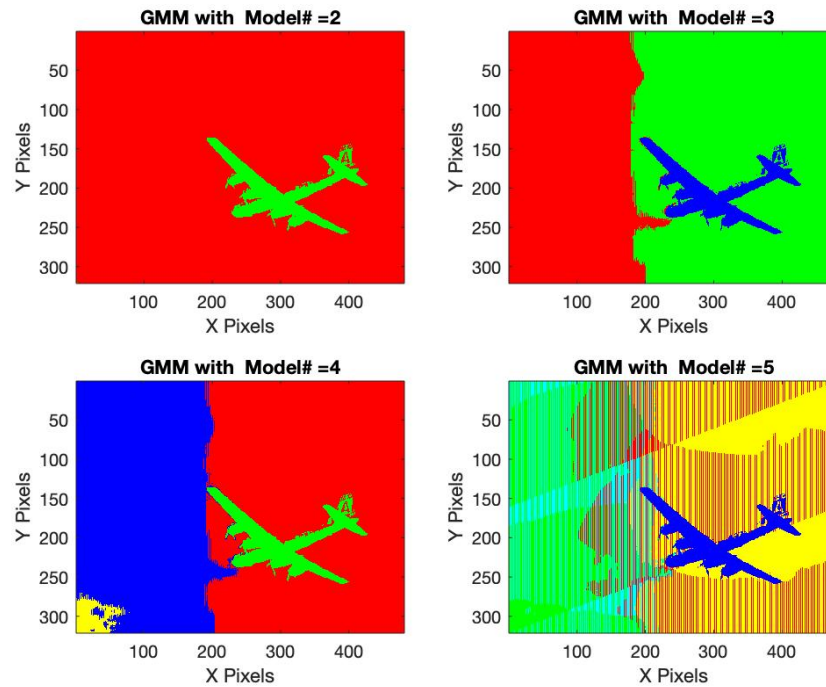 GMM with  Model# =2
Y Pixels
50
100
150
200
250
300
100 200 300 400
X Pixels
GMM with  Model# =3
Y Pixels
50
100
150
200
250
300
100 200 300 400
X Pixels
A
A
GMM with  Model# =4
Y Pixels
50
100
150
200
250
300
100 200 300 400
X Pixels
GMM with  Model# =5
Y Pixels
50
100
150
200
250
300
100 200 300 400
X Pixels
A
A